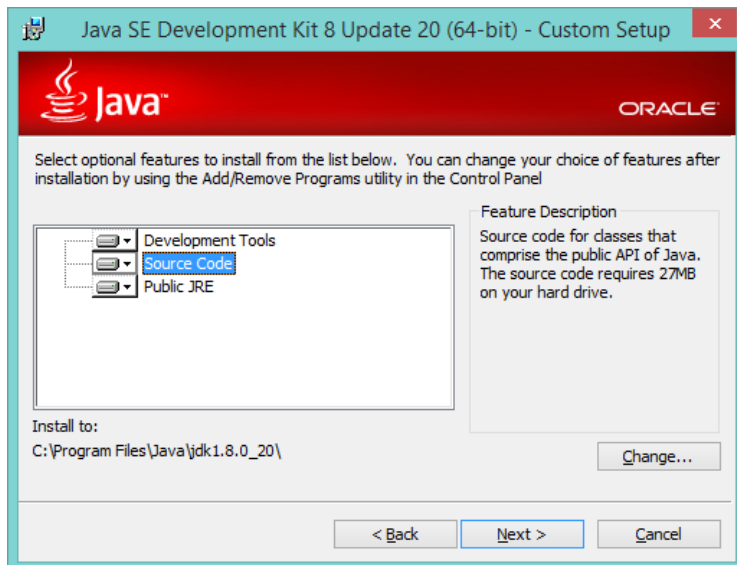 Java SE Development Kit 8 Update 20 (64-bit) - Custom Setup
Java™
ORACLE®
Select optional features to install from the list below. You can change your choice of features after
installation by using the Add/Remove Programs utility in the Control Panel
Development Tools
Source Code
Public JRE
Feature Description
Source code for classes that
comprise the public API of Java.
The source code requires 27MB
on your hard drive.
Install to:
C:\Program Files\Java\jdk1.8.0_20\
Change...
< Back
Next >
Cancel